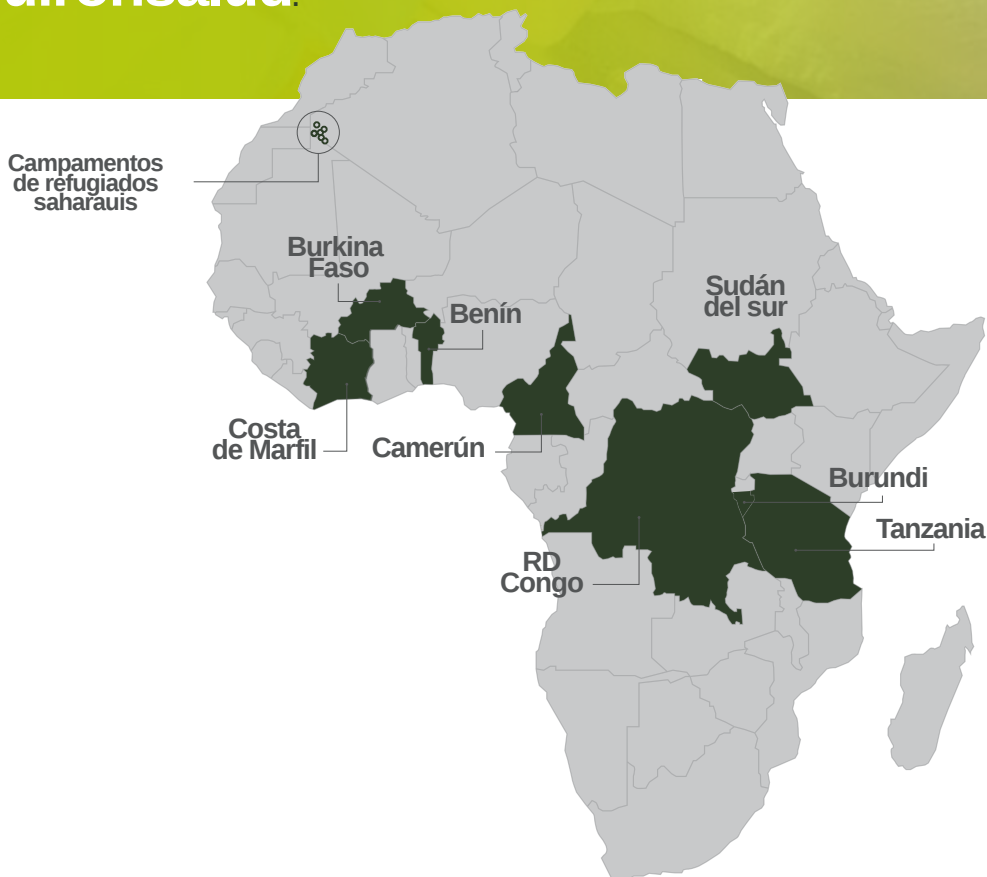 Campamentos
de refugiados
saharauis
Burkina
Faso
Benín
Sudán
del sur
Costa
de Marfil
Camerún
Burundi
Tanzania
RD
Congo